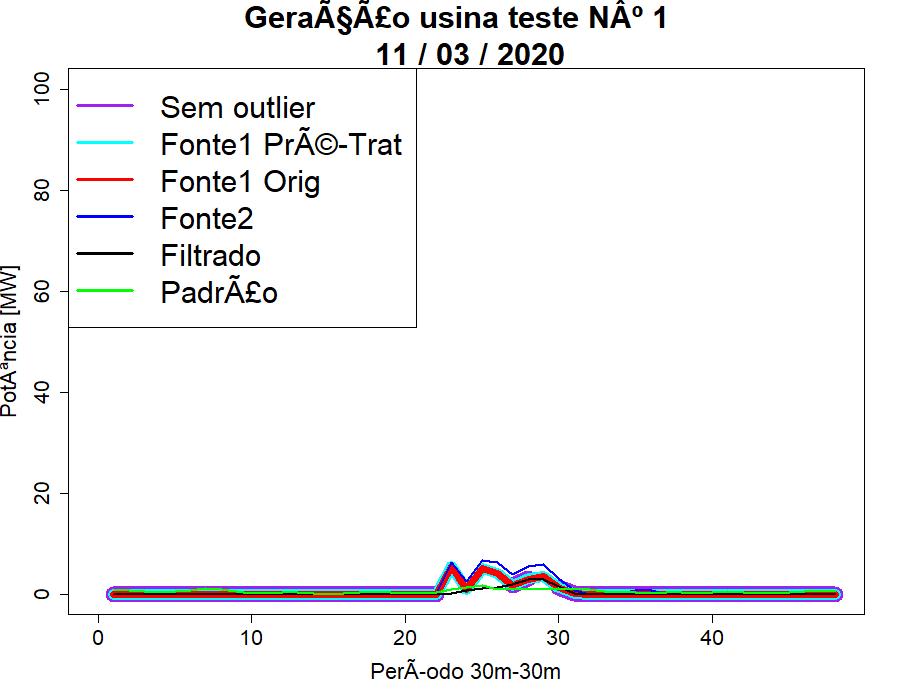 GeraÃ§Ã£o usina teste NÂº 1
11 / 03 / 2020
Sem outlier
Fonte1 PrÃ©-Trat
Fonte1 Orig
Fonte2
Filtrado
PadrÃ£o
PotÃªncia [MW]
100
80
60
40
20
0
0 10 20 30 40
PerÃ-odo 30m-30m